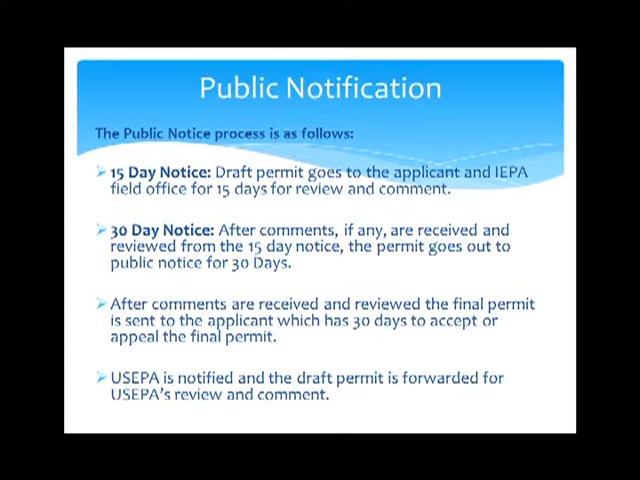 Public Notification
The Public Notice process is as follows:
15 Day Notice: Draft permit goes to the applicant and IEPA
field office for 15 days for review and comment.
30 Day Notice: After comments, if any, are received and
reviewed from the 15 day notice, the permit goes out to
public notice for 30 Days.
After comments are received and reviewed the final permit
is sent to the applicant which has 30 days to accept or
appeal the final permit.
USEPA is notified and the draft permit is forwarded for
USEPA's review and comment.